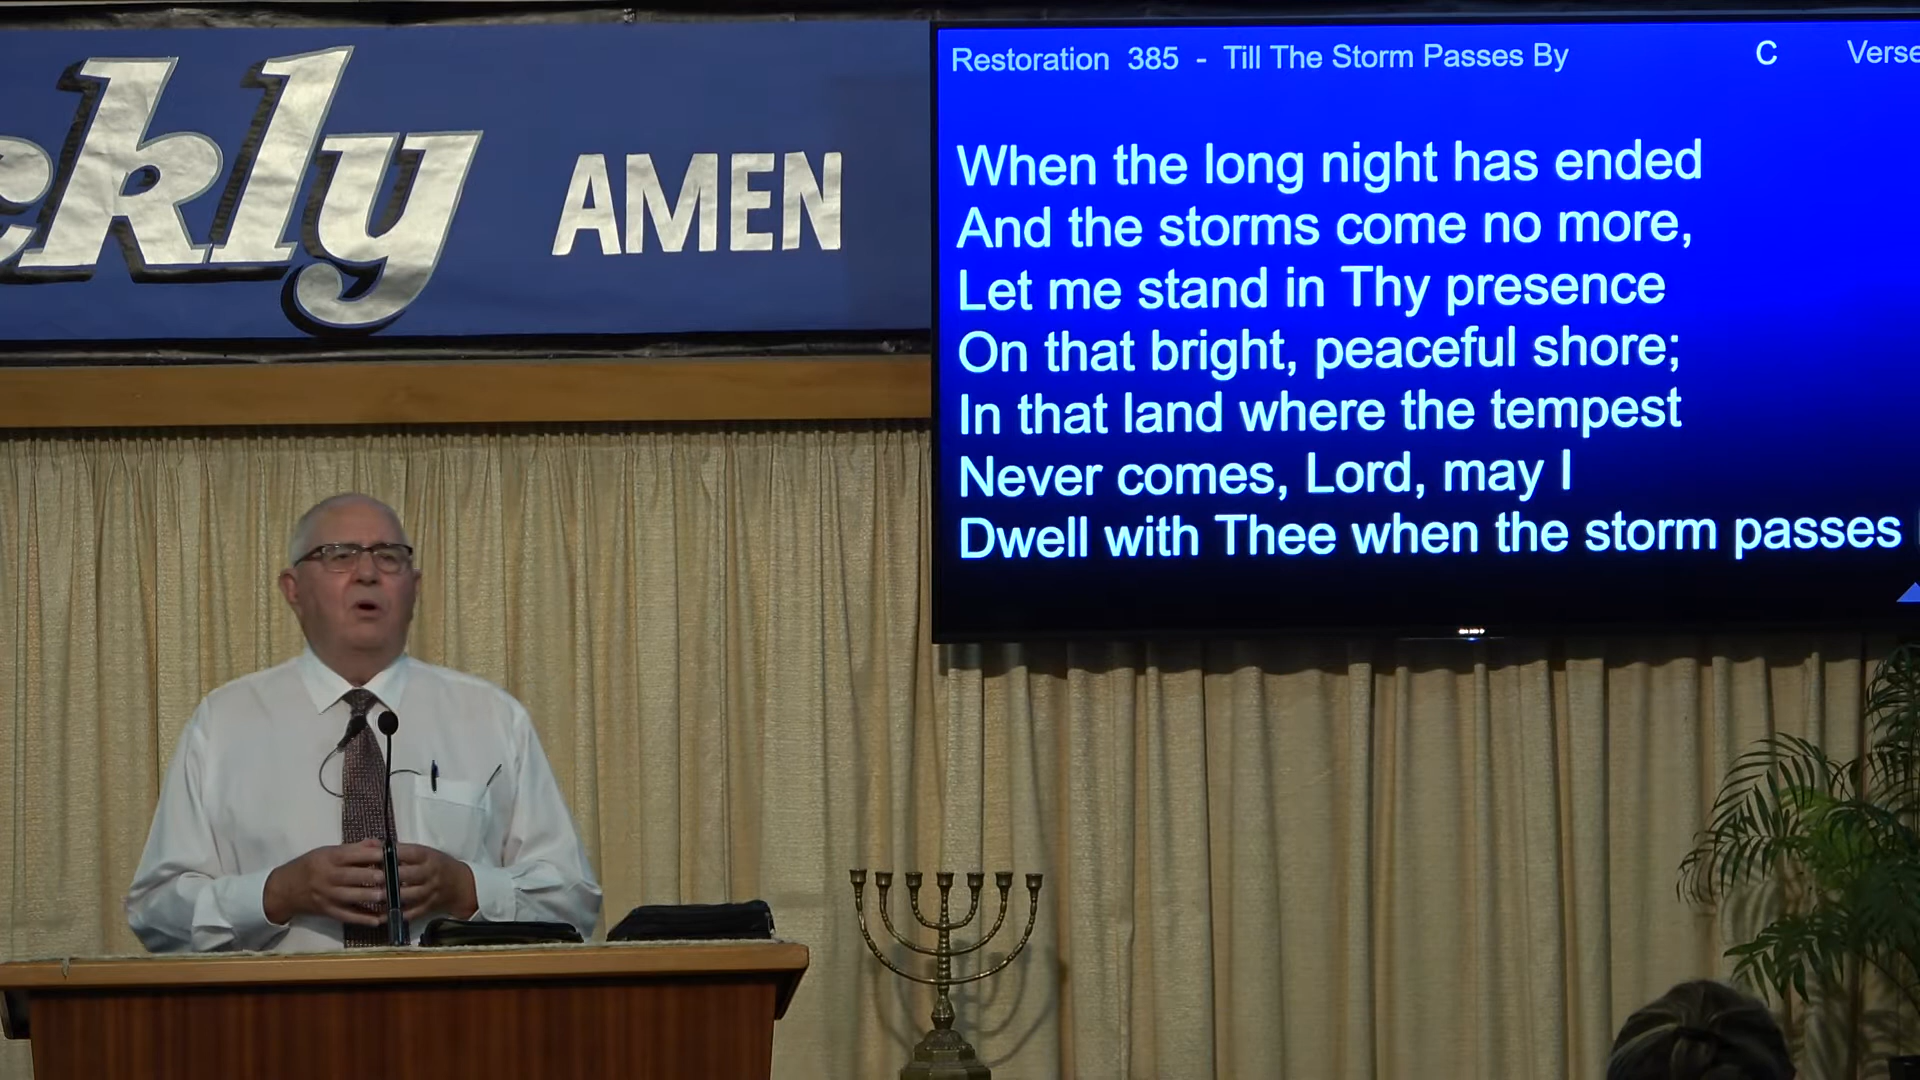 ckly AMEN
Restoration 385 - Till The Storm Passes By C Verse
When the long night has ended
And the storms come no more,
Let me stand in Thy presence
On that bright, peaceful shore;
In that land where the tempest
Never comes, Lord, may I
Dwell with Thee when the storm passes